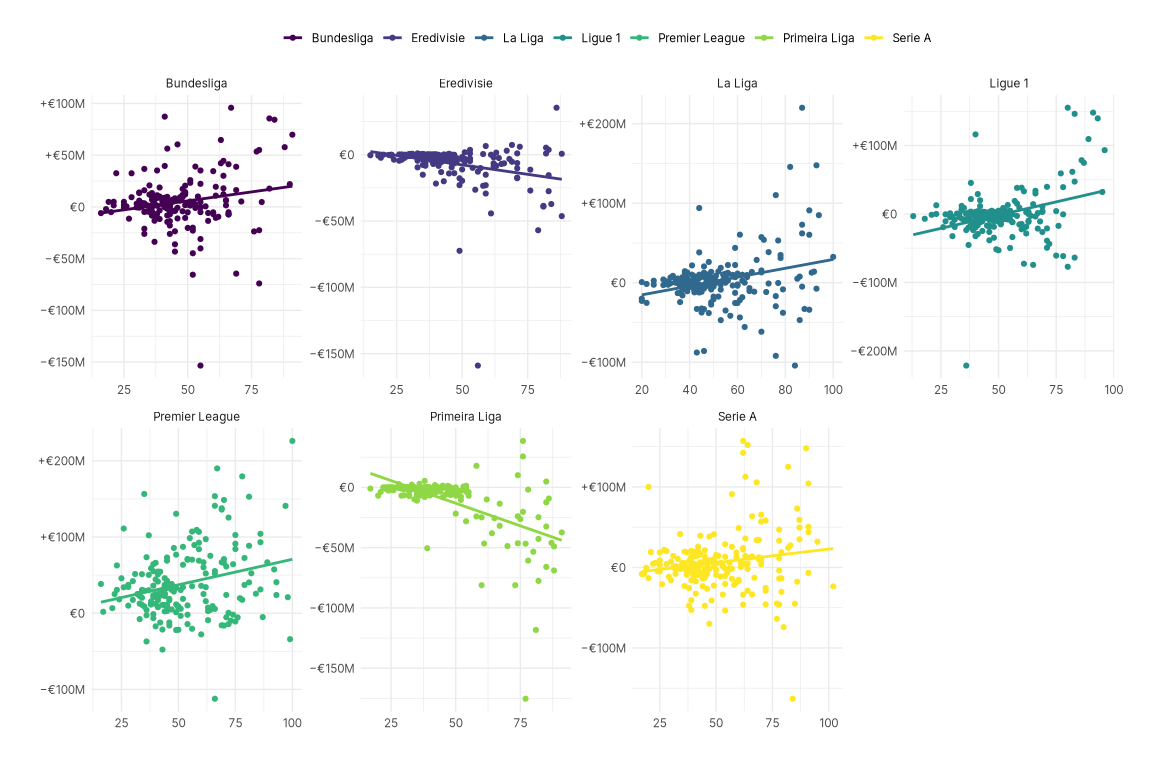 Bundesliga Eredivisie La Liga Ligue 1 Premier League Primeira Liga Serie A
Bundesliga
+€100M
+€50M
€0
−€50M
−€100M
−€150M
25 50 75
Eredivisie
€0
−€50M
−€100M
−€150M
25 50 75
La Liga
+€200M
+€100M
€0
−€100M
20 40 60 80 100
Ligue 1
+€100M
€0
−€100M
−€200M
25 50 75 100
Premier League
+€200M
+€100M
€0
−€100M
25 50 75 100
Primeira Liga
€0
−€50M
−€100M
−€150M
25 50 75
Serie A
+€100M
€0
−€100M
25 50 75 100